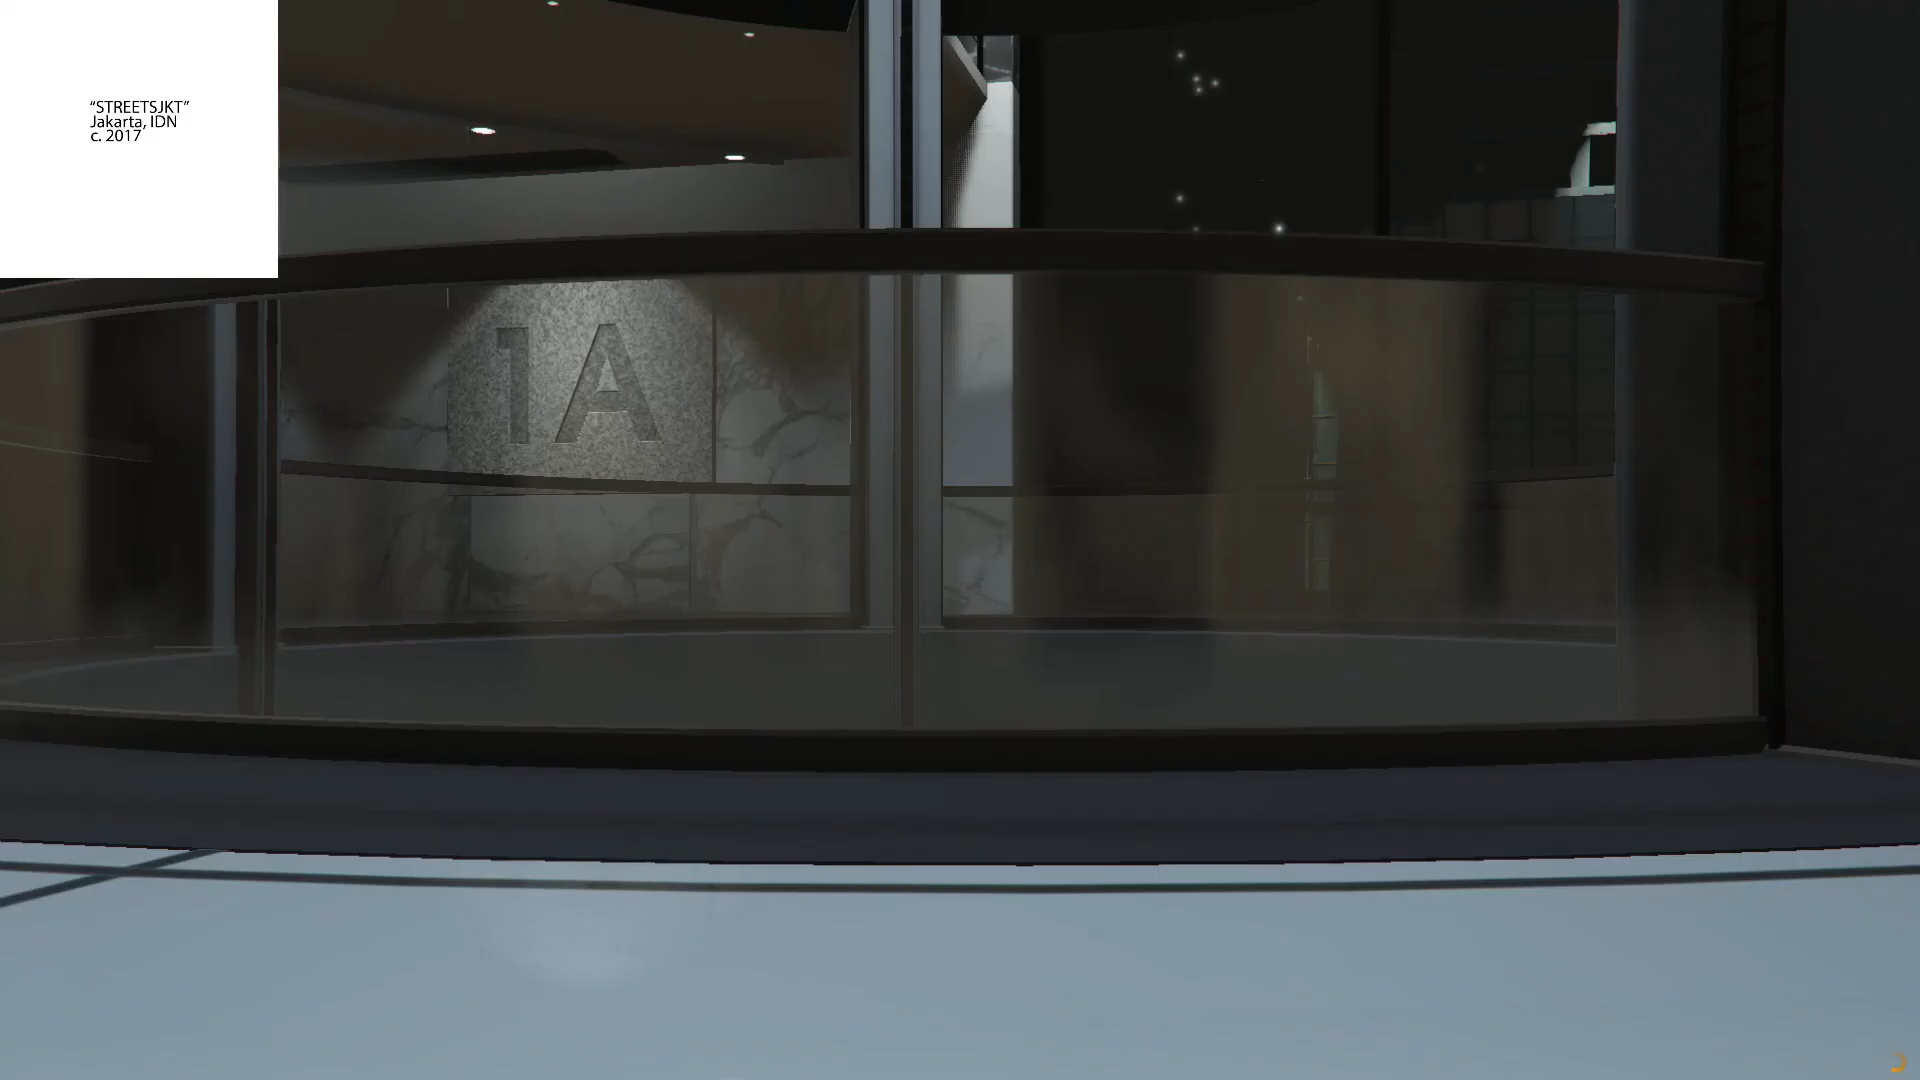 “STREETSJKT”
Jakarta, IDN
c. 2017
1A